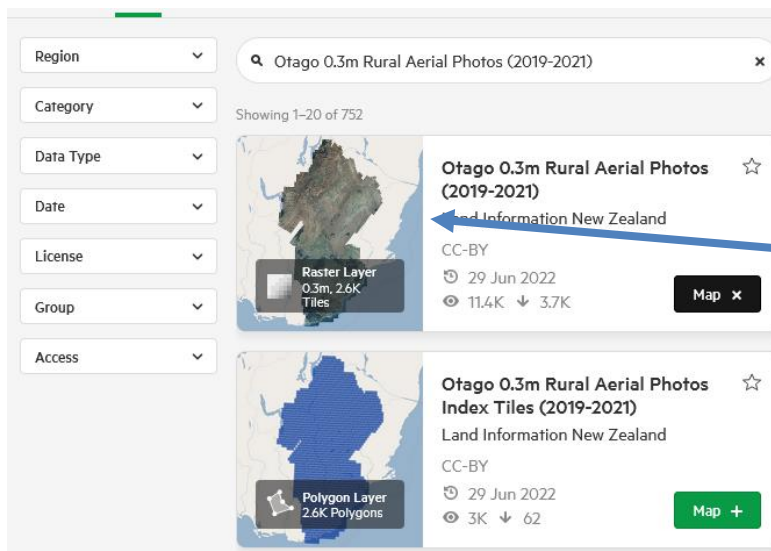 Region
Category
Data Type
Date
License
Group
Access
Otago 0.3m Rural Aerial Photos (2019-2021)
Showing 1–20 of 752
Otago 0.3m Rural Aerial Photos
(2019-2021)
Land Information New Zealand
CC-BY
29 Jun 2022
11.4K 3.7K
Map ×
Raster Layer
0.3m, 2.6K
Tiles
Otago 0.3m Rural Aerial Photos
Index Tiles (2019-2021)
Land Information New Zealand
CC-BY
29 Jun 2022
3K 62
Map +
Polygon Layer
2.6K Polygons